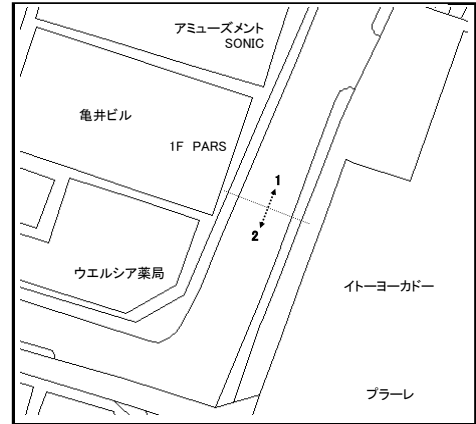 アミューズメント
SONIC
亀井ビル
1F PARS
1
2
ウエルシア薬局
イトーヨーカドー
プラーレ